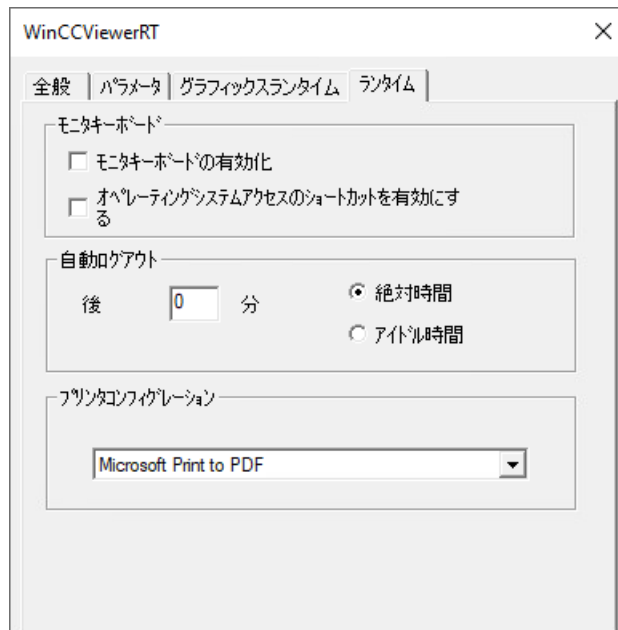 WinCCViewerRT
全般
パラメータ
グラフィックスランタイム
ランタイム
モニタキーボード
モニタキーボードの有効化
オペレーティングシステムアクセスのショートカットを有効にす
る
自動ログアウト
後 0 分
絶対時間
アイドル時間
プリンタコンフィグレーション
Microsoft Print to PDF